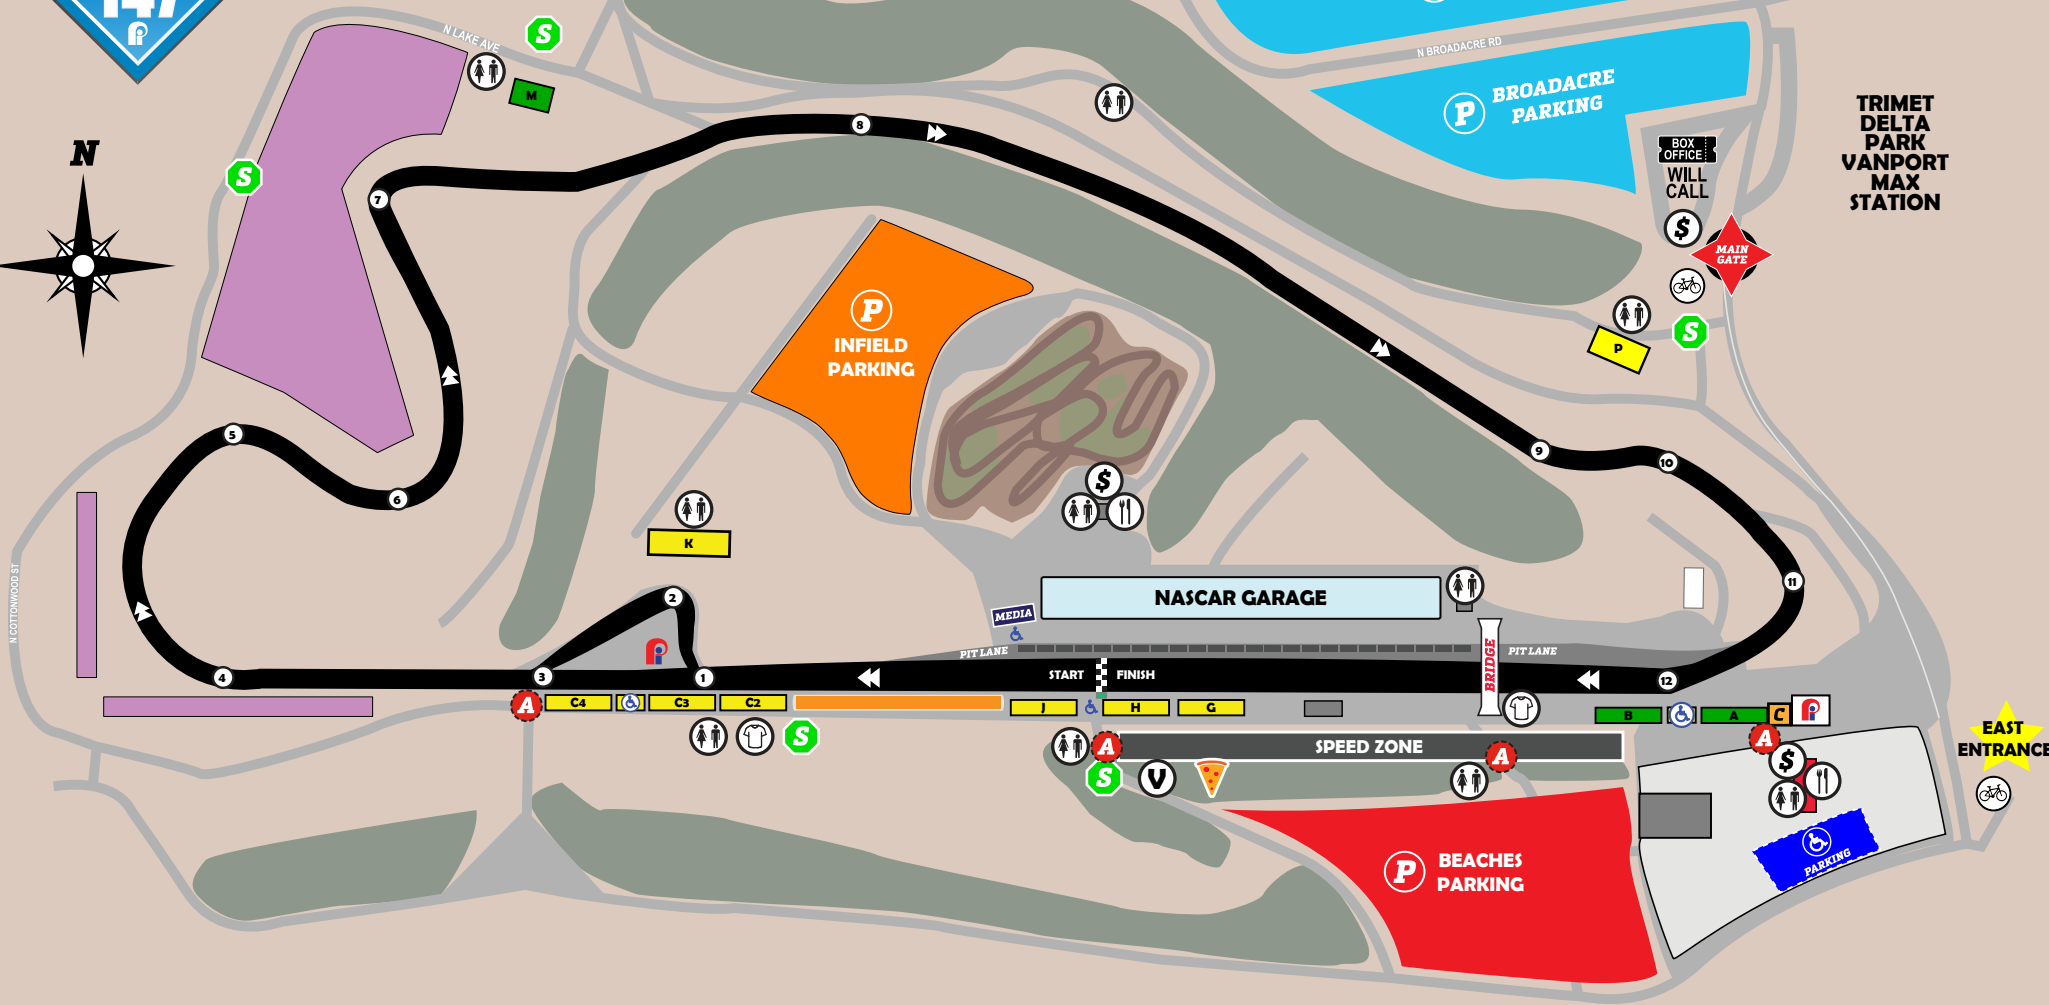 147
N LAKE AVE
S
N BROADACRE RD
M
P
BROADACRE
PARKING
TRIMET
DELTA
PARK
VANPORT
MAX
STATION
BOX
OFFICE
WILL
CALL
8
N
S
7
$
MAIN
GATE
P
INFIELD
PARKING
S
P
5
6
9
10
$
K
11
N COTTONWOOD ST
2
NASCAR GARAGE
MEDIA
PIT LANE
BRIDGE
PIT LANE
4
3
1
START
FINISH
12
A
C4
C3
C2
J
H
G
B
A
C
S
A
SPEED ZONE
A
A
EAST
ENTRANCE
S
V
$
P
BEACHES
PARKING
PARKING